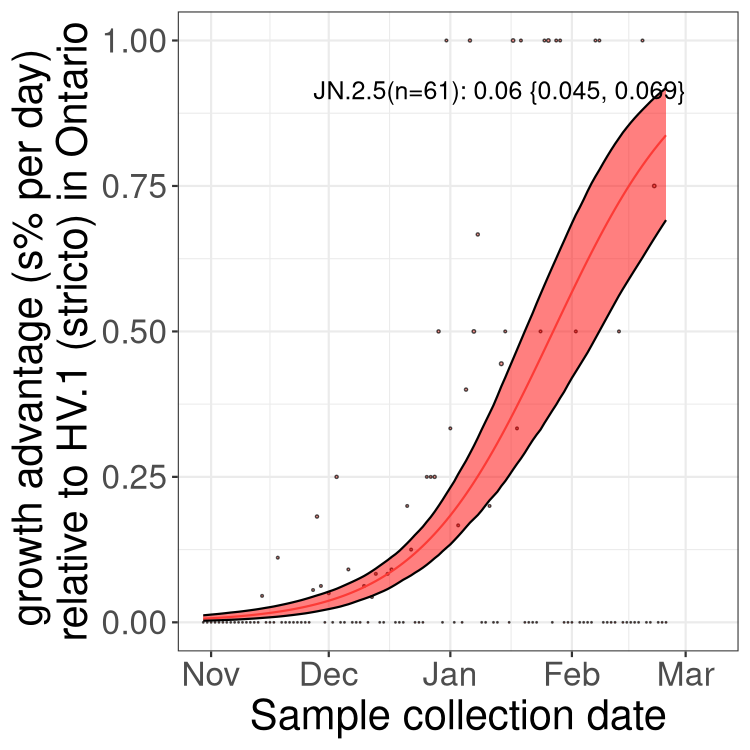 growth advantage (s% per day)
relative to HV.1 (stricto) in Ontario
1.00
0.75
0.50
0.25
0.00
JN.2.5(n=61): 0.06 {0.045, 0.069}
Nov Dec Jan Feb Mar
Sample collection date